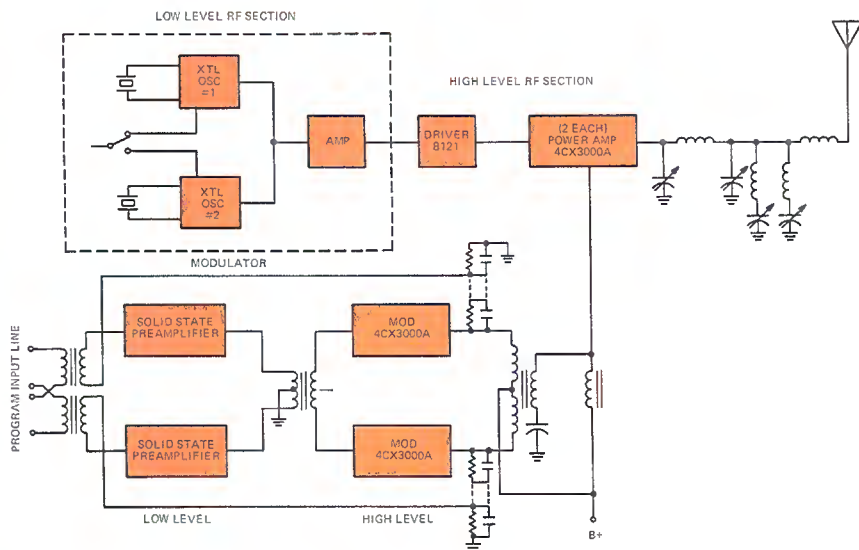 LOW LEVEL RF SECTION
XTL
OSC
#1
HIGH LEVEL RF SECTION
AMP
DRIVER
8121
(2 EACH)
POWER AMP
4CX3000A
XTL
OSC
#2
MODULATOR
PROGRAM INPUT LINE
SOLID STATE
PREAMPLIFIER
MOD
4CX3000A
SOLID STATE
PREAMPLIFIER
MOD
4CX3000A
LOW LEVEL
HIGH LEVEL
B+